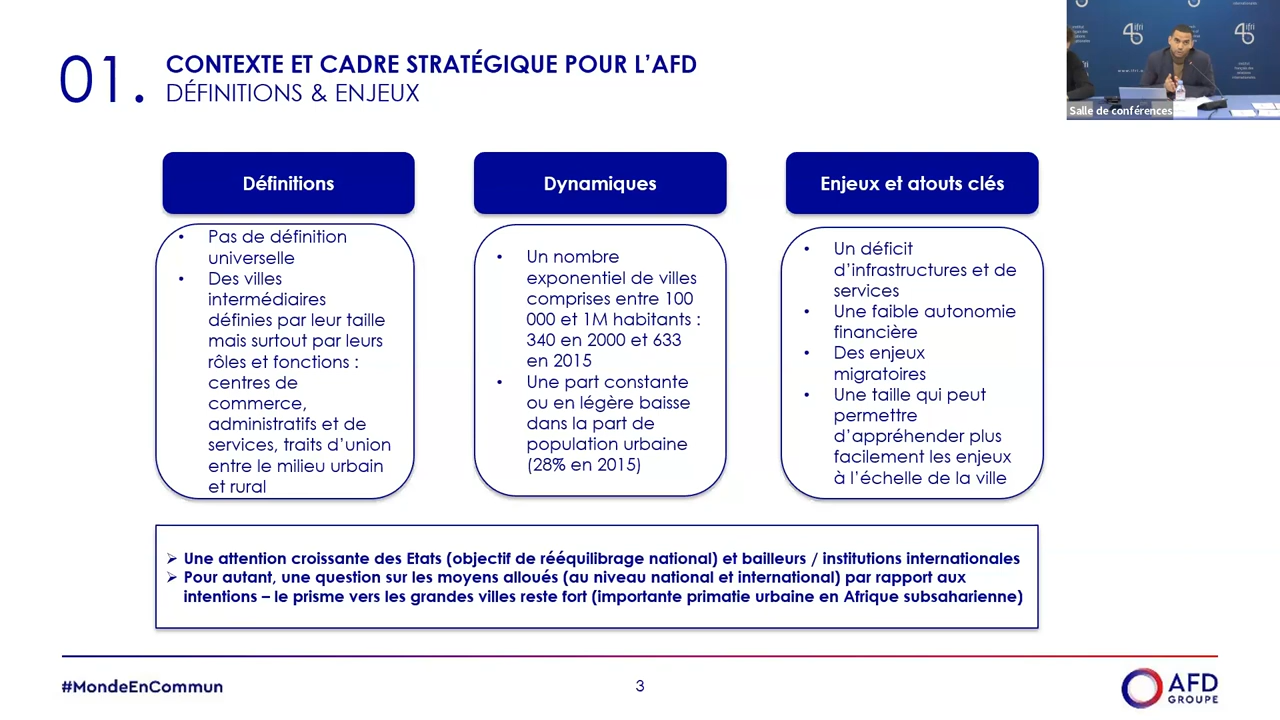 01.
CONTEXTE ET CADRE STRATÉGIQUE POUR L'AFD
DÉFINITIONS & ENJEUX
ifri
ifri
Salle de conférences
Définitions
• Pas de définition
universelle
• Des villes
intermédiaires
définies par leur taille
mais surtout par leurs
rôles et fonctions :
centres de
commerce,
administratifs et de
services, traits d'union
entre le milieu urbain
et rural
Dynamiques
• Un nombre
exponentiel de villes
comprises entre 100
000 et 1M habitants :
340 en 2000 et 633
en 2015
• Une part constante
ou en légère baisse
dans la part de
population urbaine
(28% en 2015)
Enjeux et atouts clés
• Un déficit
d'infrastructures et de
services
• Une faible autonomie
financière
• Des enjeux
migratoires
• Une taille qui peut
permettre
d'appréhender plus
facilement les enjeux
à l'échelle de la ville
➢ Une attention croissante des Etats (objectif de rééquilibrage national) et bailleurs / institutions internationales
➢ Pour autant, une question sur les moyens alloués (au niveau national et international) par rapport aux
intentions – le prisme vers les grandes villes reste fort (importante primatie urbaine en Afrique subsaharienne)
#MondeEnCommun
3
AFD
GROUPE